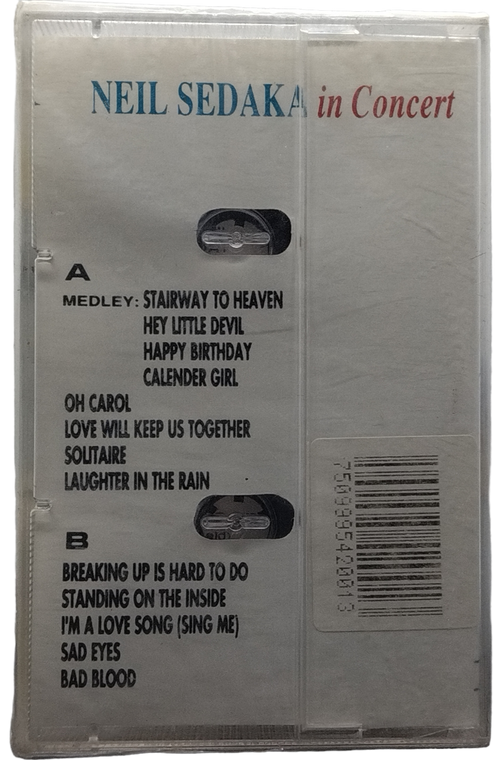 NEIL SEDAKA in Concert
A
MEDLEY: STAIRWAY TO HEAVEN
HEY LITTLE DEVIL
HAPPY BIRTHDAY
CALENDER GIRL
OH CAROL
LOVE WILL KEEP US TOGETHER
SOLITAIRE
LAUGHTER IN THE RAIN
B
BREAKING UP IS HARD TO DO
STANDING ON THE INSIDE
I'M A LOVE SONG (SING ME)
SAD EYES
BAD BLOOD
7509995420013